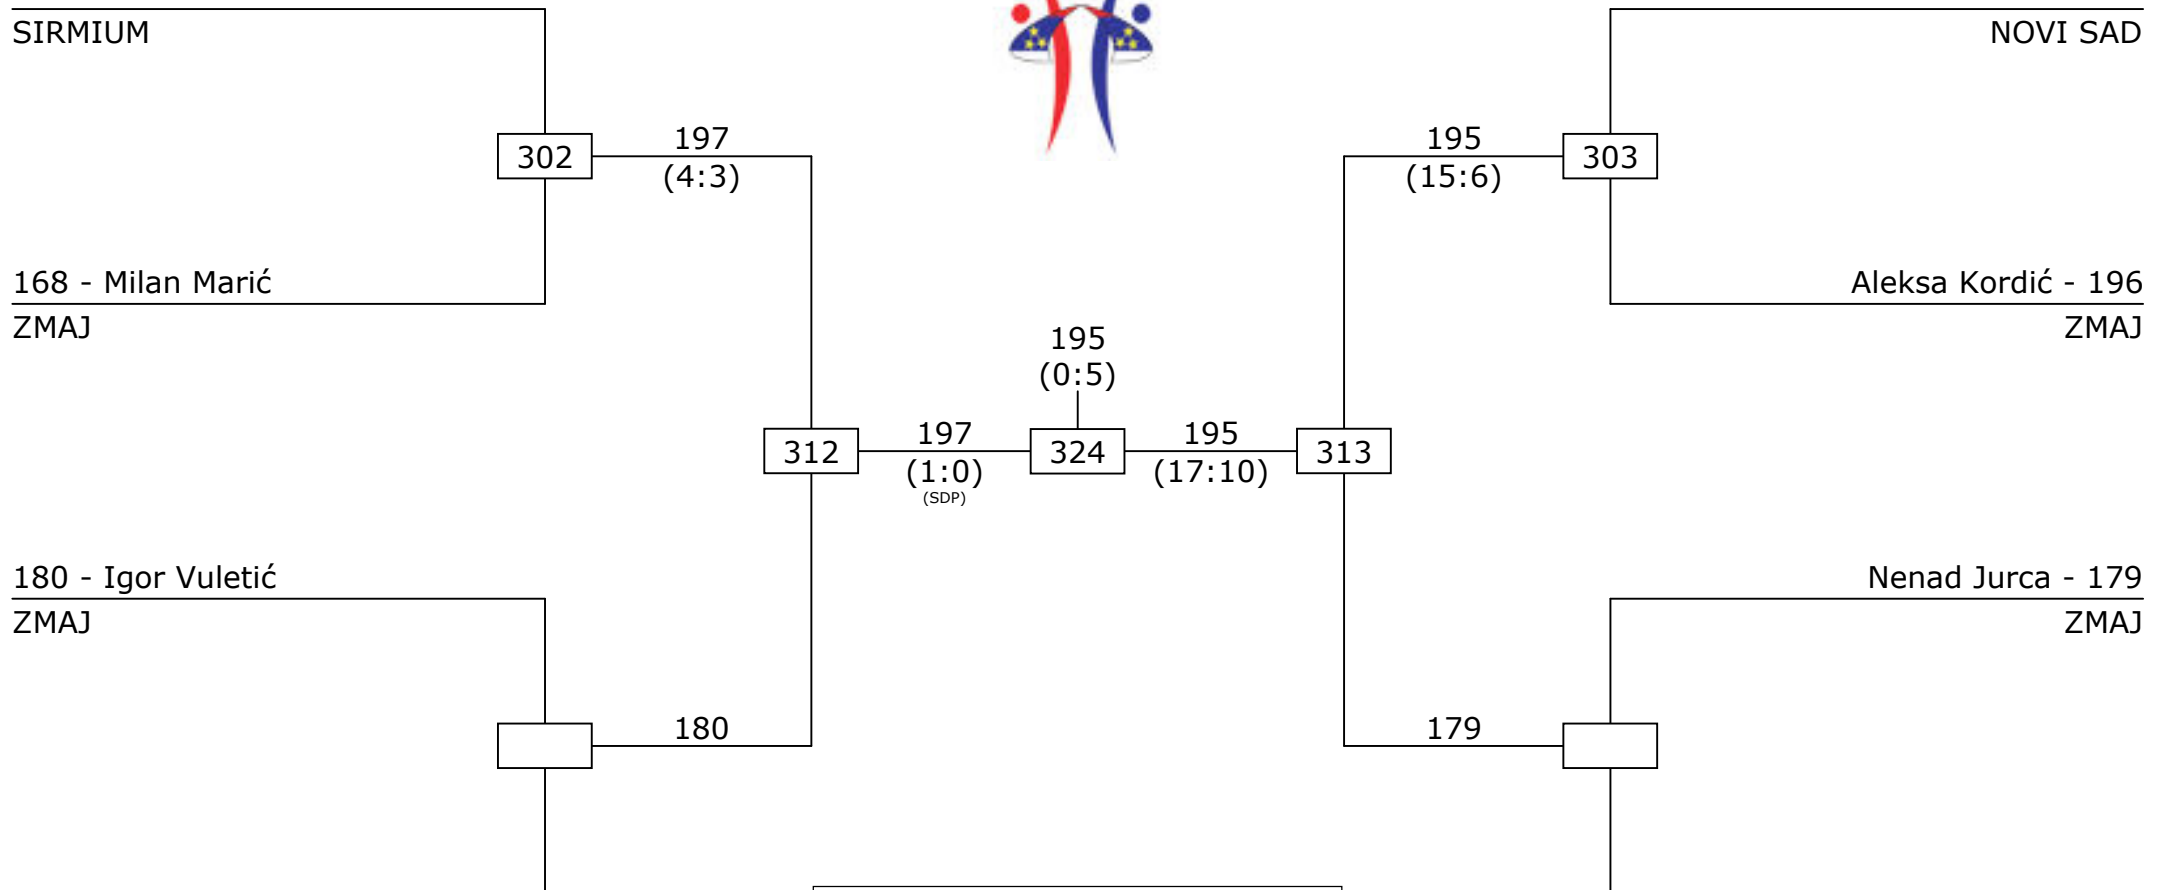 SIRMIUM
NOVI SAD
197
195
302
303
(4:3)
(15:6)
168 - Milan Marić
Aleksa Kordić - 196
ZMAJ
ZMAJ
195
(0:5)
197
195
312
324
313
(1:0)
(17:10)
(SDP)
180 - Igor Vuletić
Nenad Jurca - 179
ZMAJ
ZMAJ
180
179